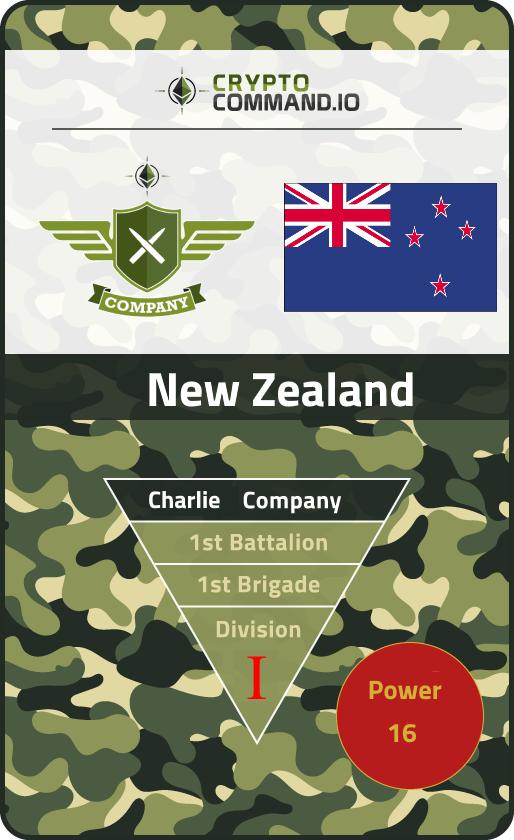 CRYPTO
COMMAND.IO
COMPANY
New Zealand
Charlie Company
1st Battalion
1st Brigade
Division
I
Power
16